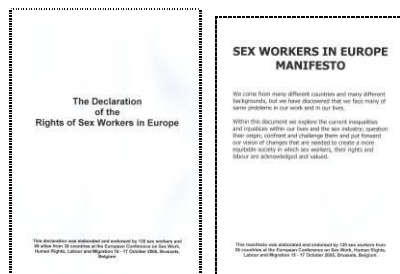 The Declaration
of the
Rights of Sex Workers in Europe
This declaration was elaborated and endorsed by 120 sex workers and
80 allies from 30 countries at the European Conference on Sex Work,
Human Rights, Labour and Migration 15 - 17 October 2005, Brussels,
Belgium
SEX WORKERS IN EUROPE
MANIFESTO
We come from many different countries and many different
backgrounds, but we have discovered that we face many of
same problems in our work and in our lives.
Within this document we explore the current inequalities
and injustices within our lives and the sex industry; question
their origin; confront and challenge them and put forward
our vision of changes that are needed to create a more
equitable society in which sex workers, their rights and
labour are acknowledged and valued.
This manifesto was elaborated and endorsed by 120 sex workers from
26 countries at the European Conference on Sex Work, Human Rights,
Labour and Migration 15 - 17 October 2005, Brussels, Belgium.